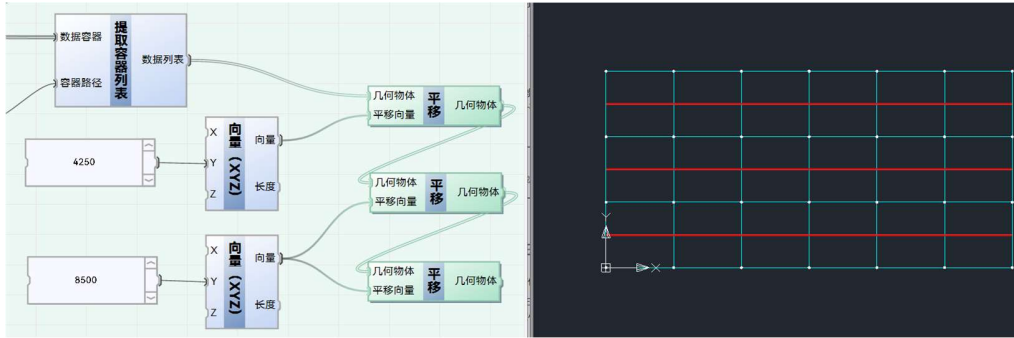 数据容器
提取容器列表
数据列表
容器路径
几何物体
平移
几何物体
平移向量
X
向量（XYZ）
向量
4250
Y
Z
长度
几何物体
平移
几何物体
平移向量
X
向量（XYZ）
向量
8500
Y
Z
长度
几何物体
平移
几何物体
平移向量
Y
X